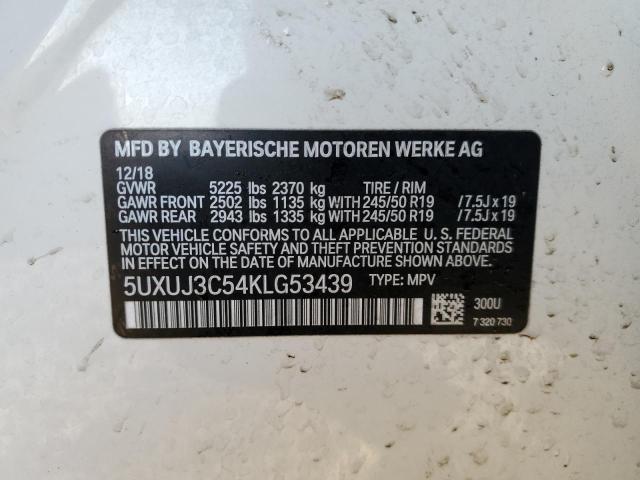 MFD BY BAYERISCHE MOTOREN WERKE AG
12/18
GVWR 5225 lbs 2370 kg TIRE / RIM
GAWR FRONT 2502 lbs 1135 kg WITH 245/50 R19 /7.5J x 19
GAWR REAR 2943 lbs 1335 kg WITH 245/50 R19 /7.5J x 19
THIS VEHICLE CONFORMS TO ALL APPLICABLE U. S. FEDERAL
MOTOR VEHICLE SAFETY AND THEFT PREVENTION STANDARDS
IN EFFECT ON THE DATE OF MANUFACTURE SHOWN ABOVE.
5UXUJ3C54KLG53439 TYPE: MPV
300U
7 320 730